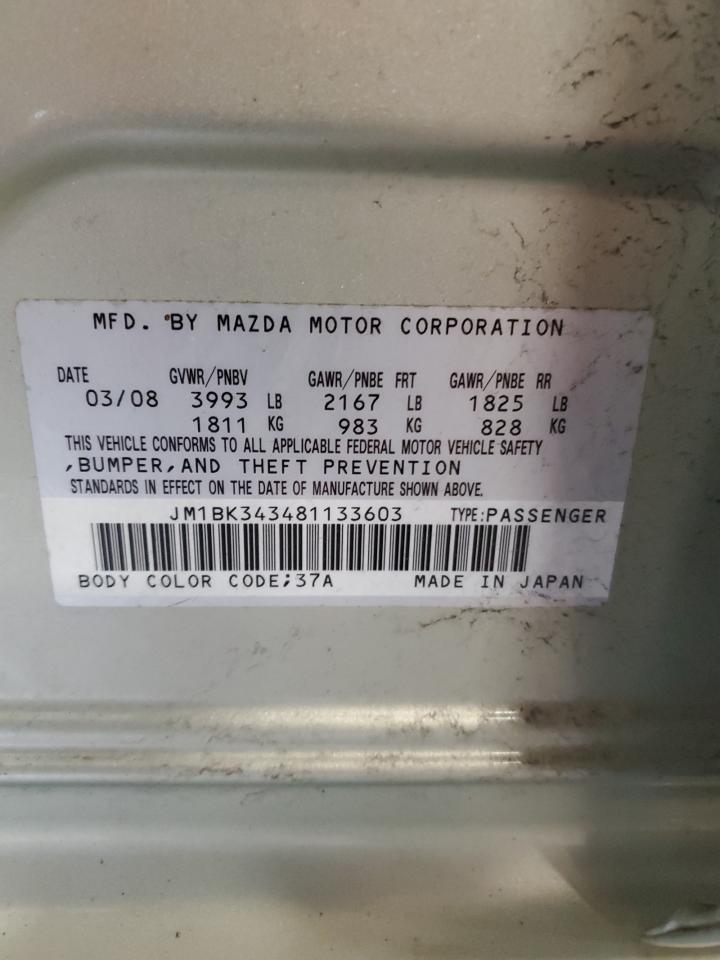 MFD. BY MAZDA MOTOR CORPORATION
DATE GVWR/PNBV GAWR/PNBE FRT GAWR/PNBE RR
03/08 3993 LB 2167 LB 1825 LB
1811 KG 983 KG 828 KG
THIS VEHICLE CONFORMS TO ALL APPLICABLE FEDERAL MOTOR VEHICLE SAFETY
,BUMPER,AND THEFT PREVENTION
STANDARDS IN EFFECT ON THE DATE OF MANUFACTURE SHOWN ABOVE.
JM1BK343481133603 TYPE:PASSENGER
BODY COLOR CODE;37A MADE IN JAPAN